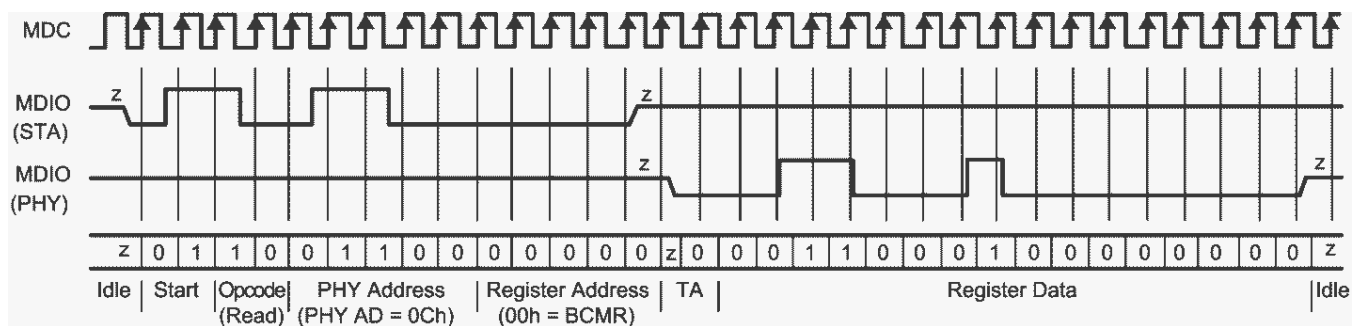 MDC
z z
MDIO
(STA)
z z
MDIO
(PHY)
z 0 1 1 0 0 1 1 0 0 0 0 0 0 0 z 0 0 0 1 1 0 0 0 1 0 0 0 0 0 0 0 0 z
Idle Start Opcode PHY Address Register Address TA Register Data Idle
(Read) (PHY AD = 0Ch) (00h = BCMR)